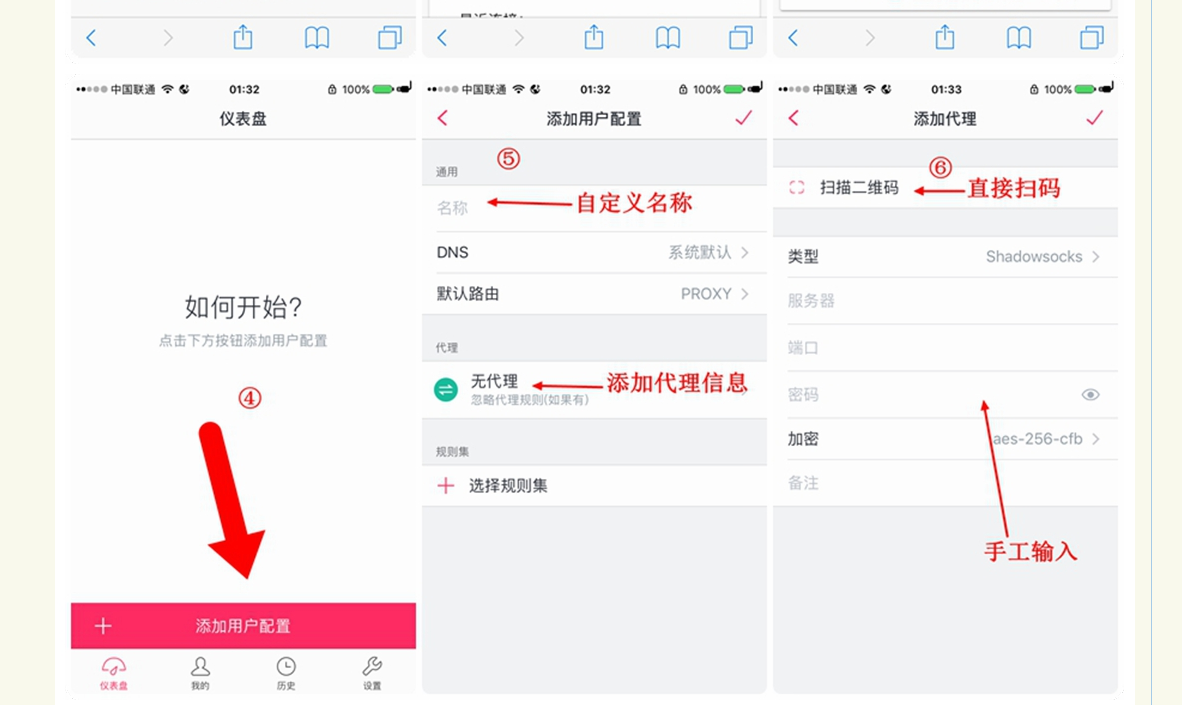 最近连接：
中国联通 01:32 100%
仪表盘
如何开始?
点击下方按钮添加用户配置
④
添加用户配置
仪表盘 我的 历史 设置
中国联通 01:32 100%
添加用户配置
⑤
通用
名称 自定义名称
DNS 系统默认
默认路由 PROXY
代理
无代理 添加代理信息
忽略代理规则(如果有)
规则集
选择规则集
中国联通 01:33 100%
添加代理
⑥
扫描二维码 直接扫码
类型 Shadowsocks
服务器
端口
密码
加密 aes-256-cfb
备注
手工输入